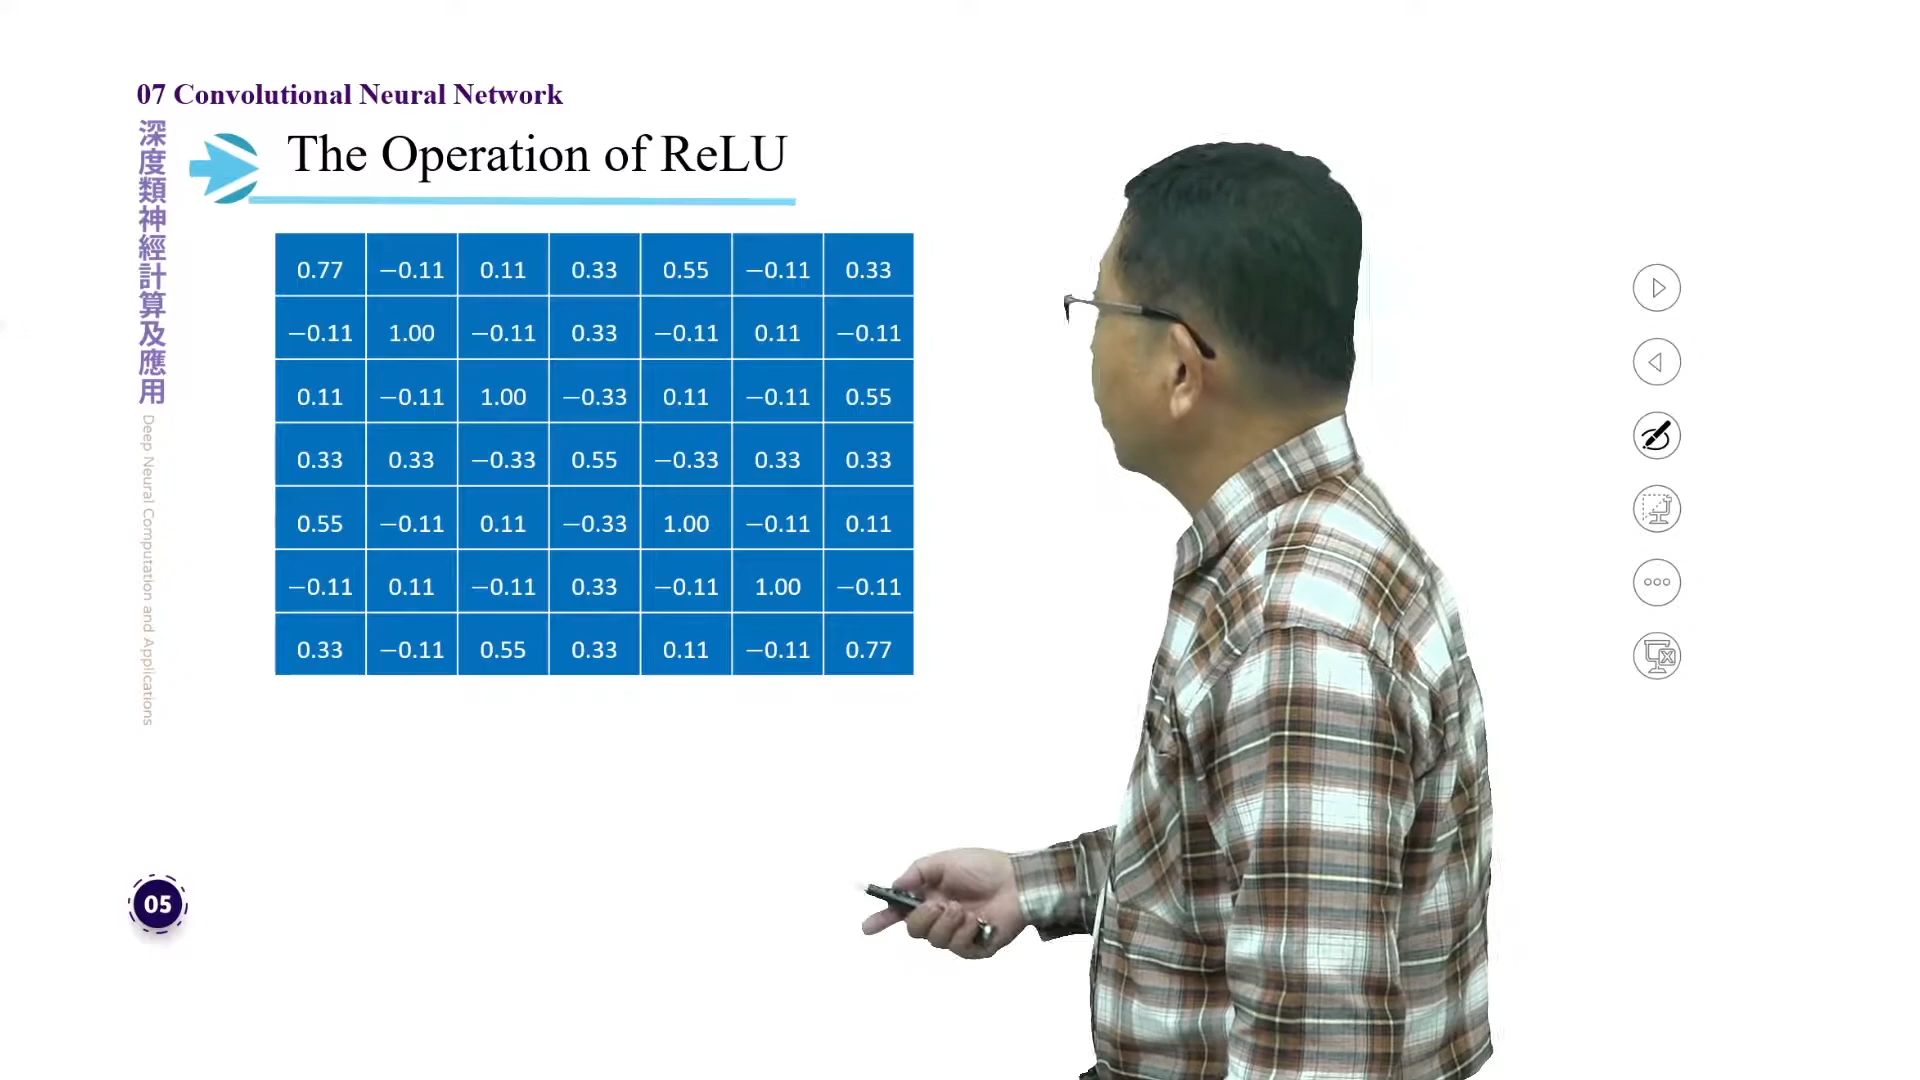 07 Convolutional Neural Network
深度類神經計算及應用
Deep Neural Computation and Applications
The Operation of ReLU
0.77 −0.11 0.11 0.33 0.55 −0.11 0.33
−0.11 1.00 −0.11 0.33 −0.11 0.11 −0.11
0.11 −0.11 1.00 −0.33 0.11 −0.11 0.55
0.33 0.33 −0.33 0.55 −0.33 0.33 0.33
0.55 −0.11 0.11 −0.33 1.00 −0.11 0.11
−0.11 0.11 −0.11 0.33 −0.11 1.00 −0.11
0.33 −0.11 0.55 0.33 0.11 −0.11 0.77
05